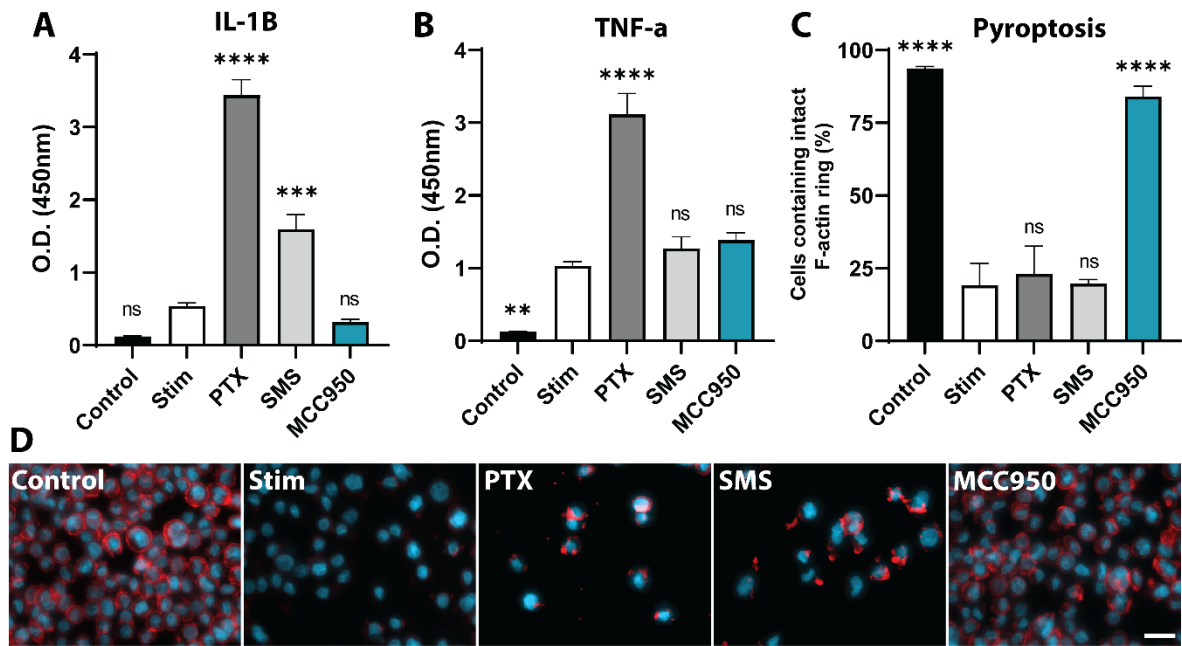 A
IL-1B
O.D. (450nm)
4
3
2
1
0
ns
****
***
ns
Control
Stim
PTX
SMS
MCC950
B
TNF-a
O.D. (450nm)
4
3
2
1
0
**
****
ns
ns
Control
Stim
PTX
SMS
MCC950
C
Pyroptosis
Cells containing intact
F-actin ring (%)
100
75
50
25
0
****
ns
ns
****
Control
Stim
PTX
SMS
MCC950
D
Control
Stim
PTX
SMS
MCC950